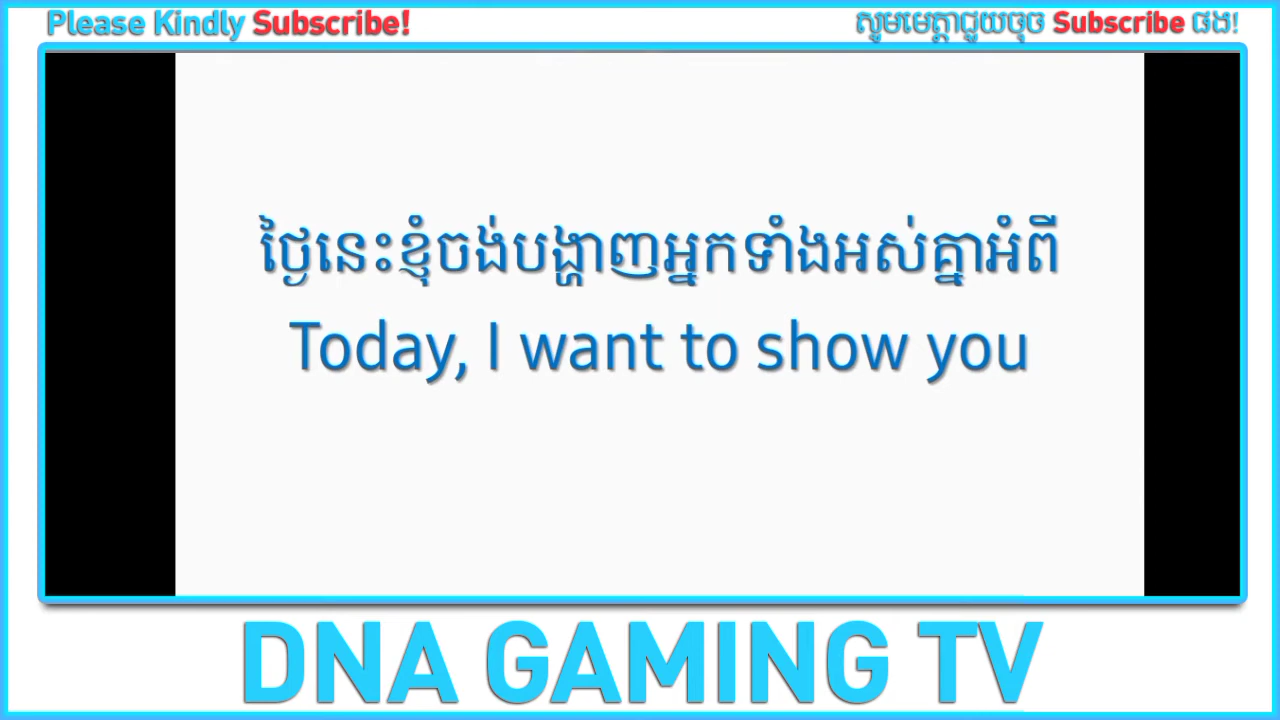 Please Kindly Subscribe!
សូមមេត្តាជួយចុច Subscribe ផង!
ថ្ងៃនេះខ្ញុំចង់បង្ហាញអ្នកទាំងអស់គ្នាអំពី
Today, I want to show you
DNA GAMING TV